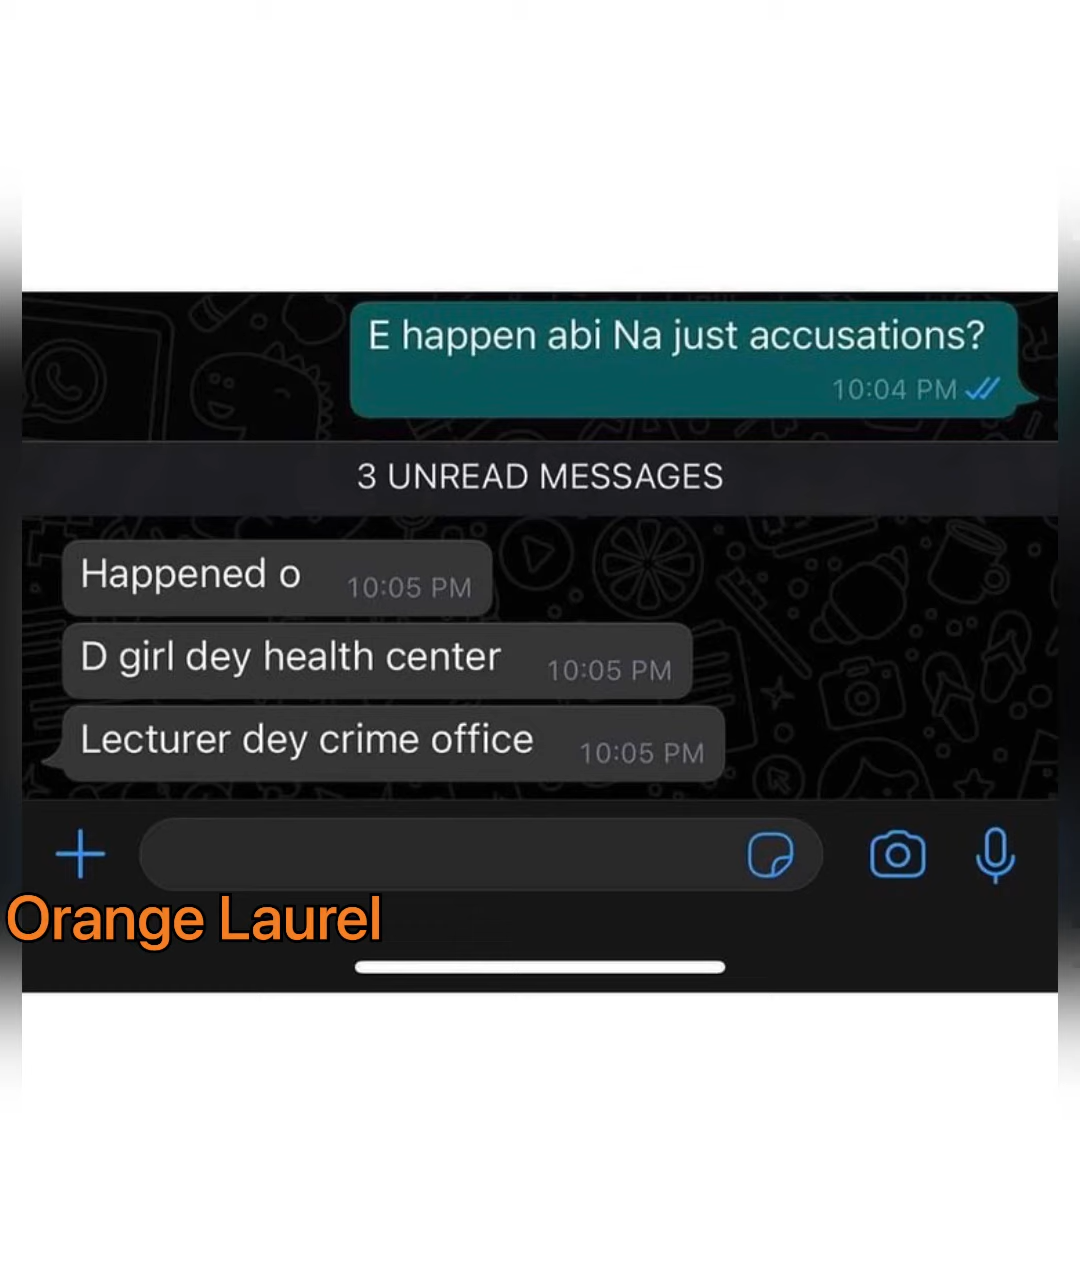 E happen abi Na just accusations?
10:04 PM
3 UNREAD MESSAGES
Happened o 10:05 PM
D girl dey health center 10:05 PM
Lecturer dey crime office 10:05 PM
Orange Laurel